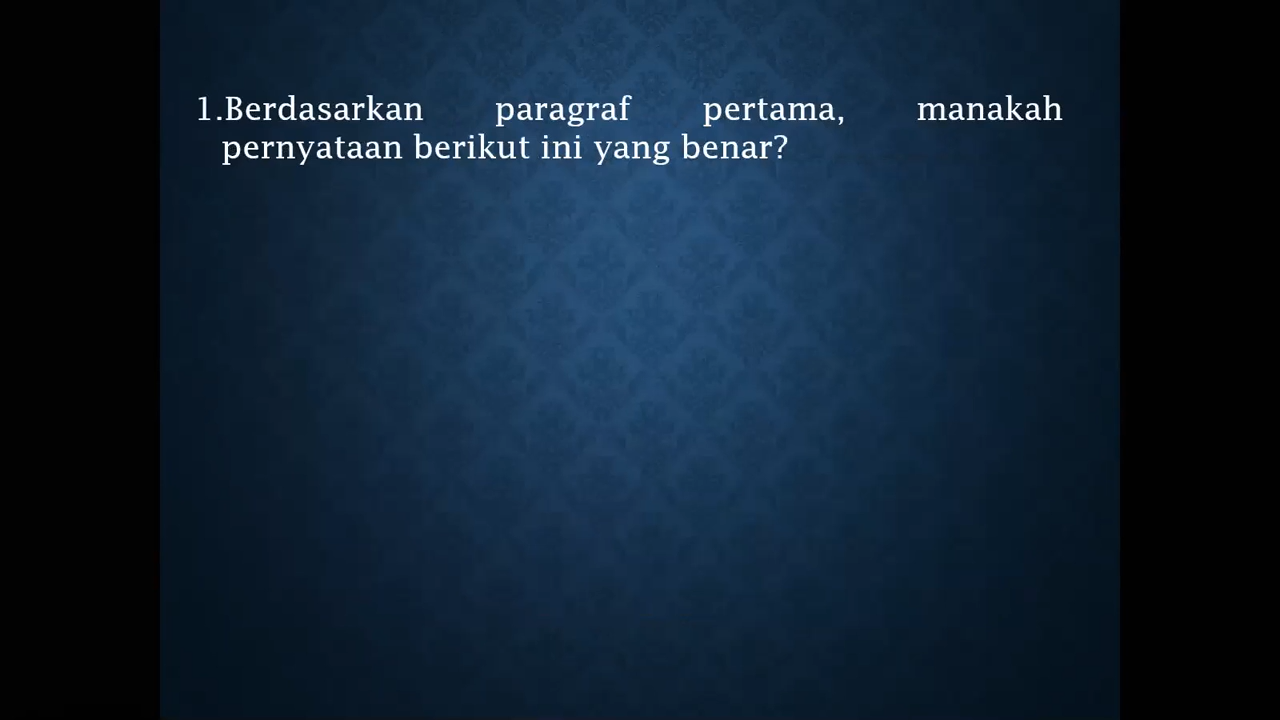 1.Berdasarkan paragraf pertama, manakah
pernyataan berikut ini yang benar?